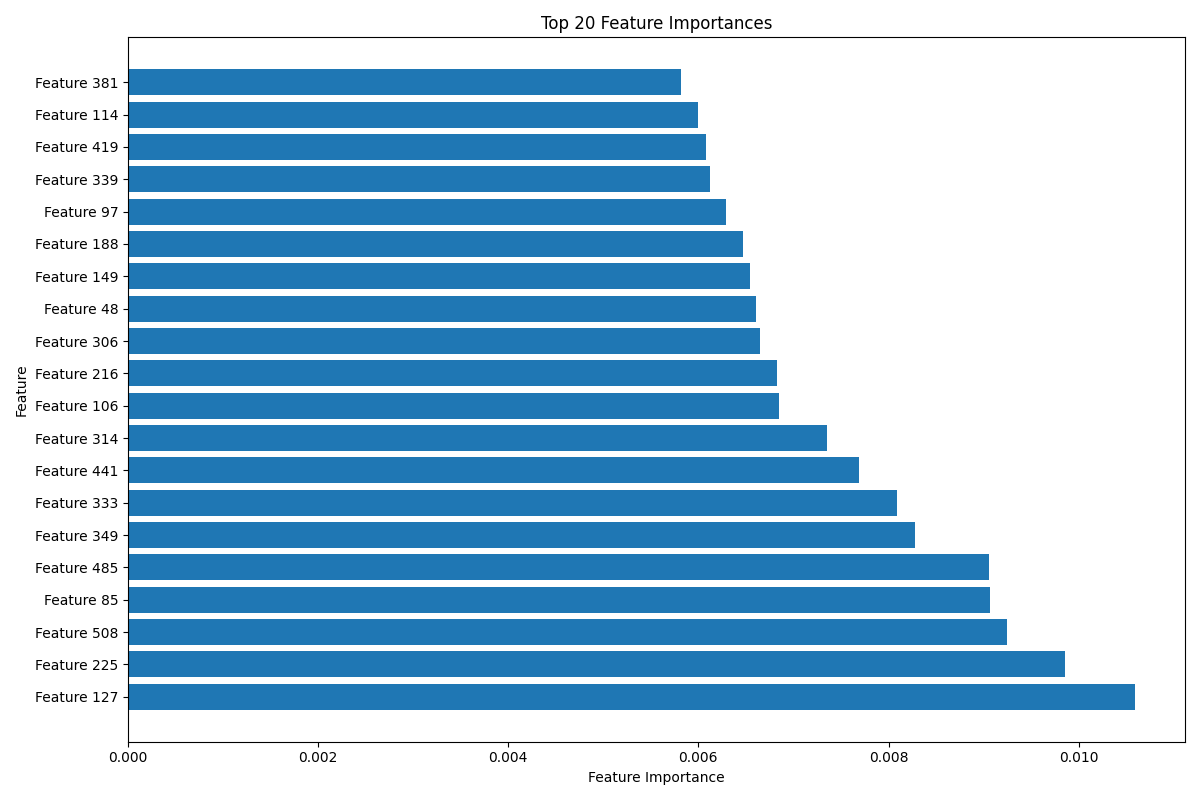 Top 20 Feature Importances
Feature
Feature 381
Feature 114
Feature 419
Feature 339
Feature 97
Feature 188
Feature 149
Feature 48
Feature 306
Feature 216
Feature 106
Feature 314
Feature 441
Feature 333
Feature 349
Feature 485
Feature 85
Feature 508
Feature 225
Feature 127
0.000 0.002 0.004 0.006 0.008 0.010
Feature Importance